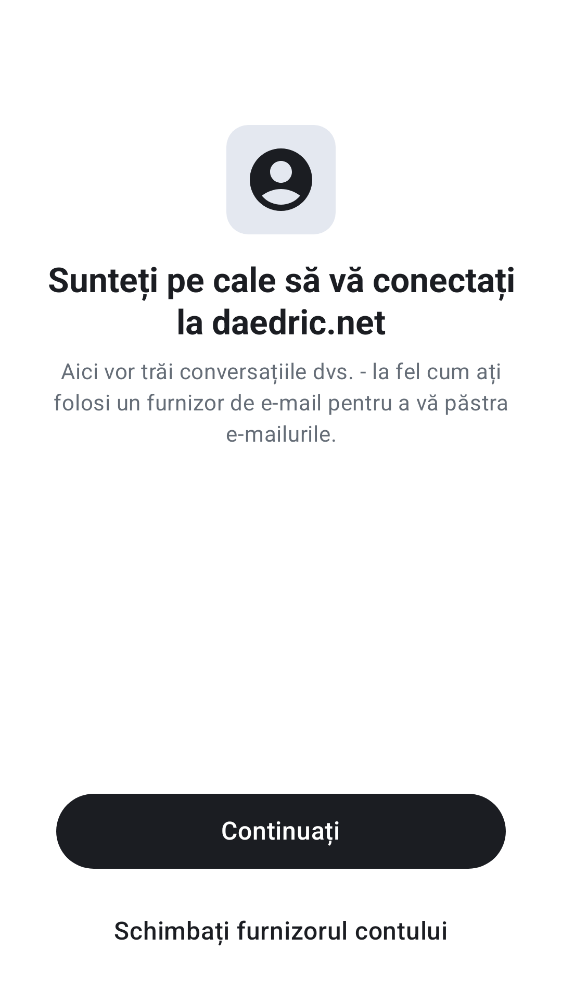 Sunteți pe cale să vă conectați
la daedric.net
Aici vor trăi conversațiile dvs. - la fel cum ați
folosi un furnizor de e-mail pentru a vă păstra
e-mailurile.
Continuați
Schimbați furnizorul contului